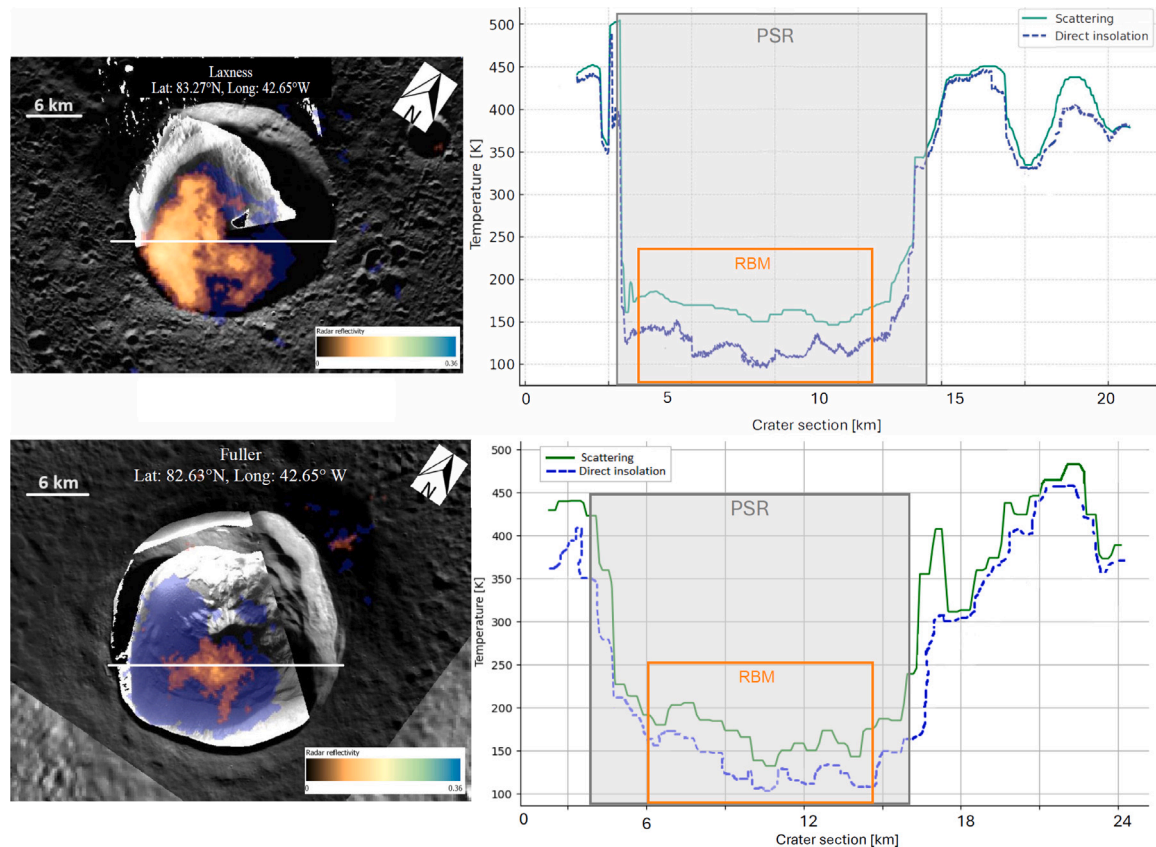 Laxness
Lat: 83.27°N, Long: 42.65°W
6 km
N
Radar reflectivity
0
0.36
Scattering
Direct insolation
PSR
RBM
500
450
400
350
300
250
200
150
100
Temperature [K]
0
5
10
15
20
Crater section [km]
Fuller
Lat: 82.63°N, Long: 42.65° W
6 km
N
Radar reflectivity
0
0.36
Scattering
Direct insolation
PSR
RBM
500
450
400
350
300
250
200
150
100
Temperature [K]
0
6
12
18
24
Crater section [km]